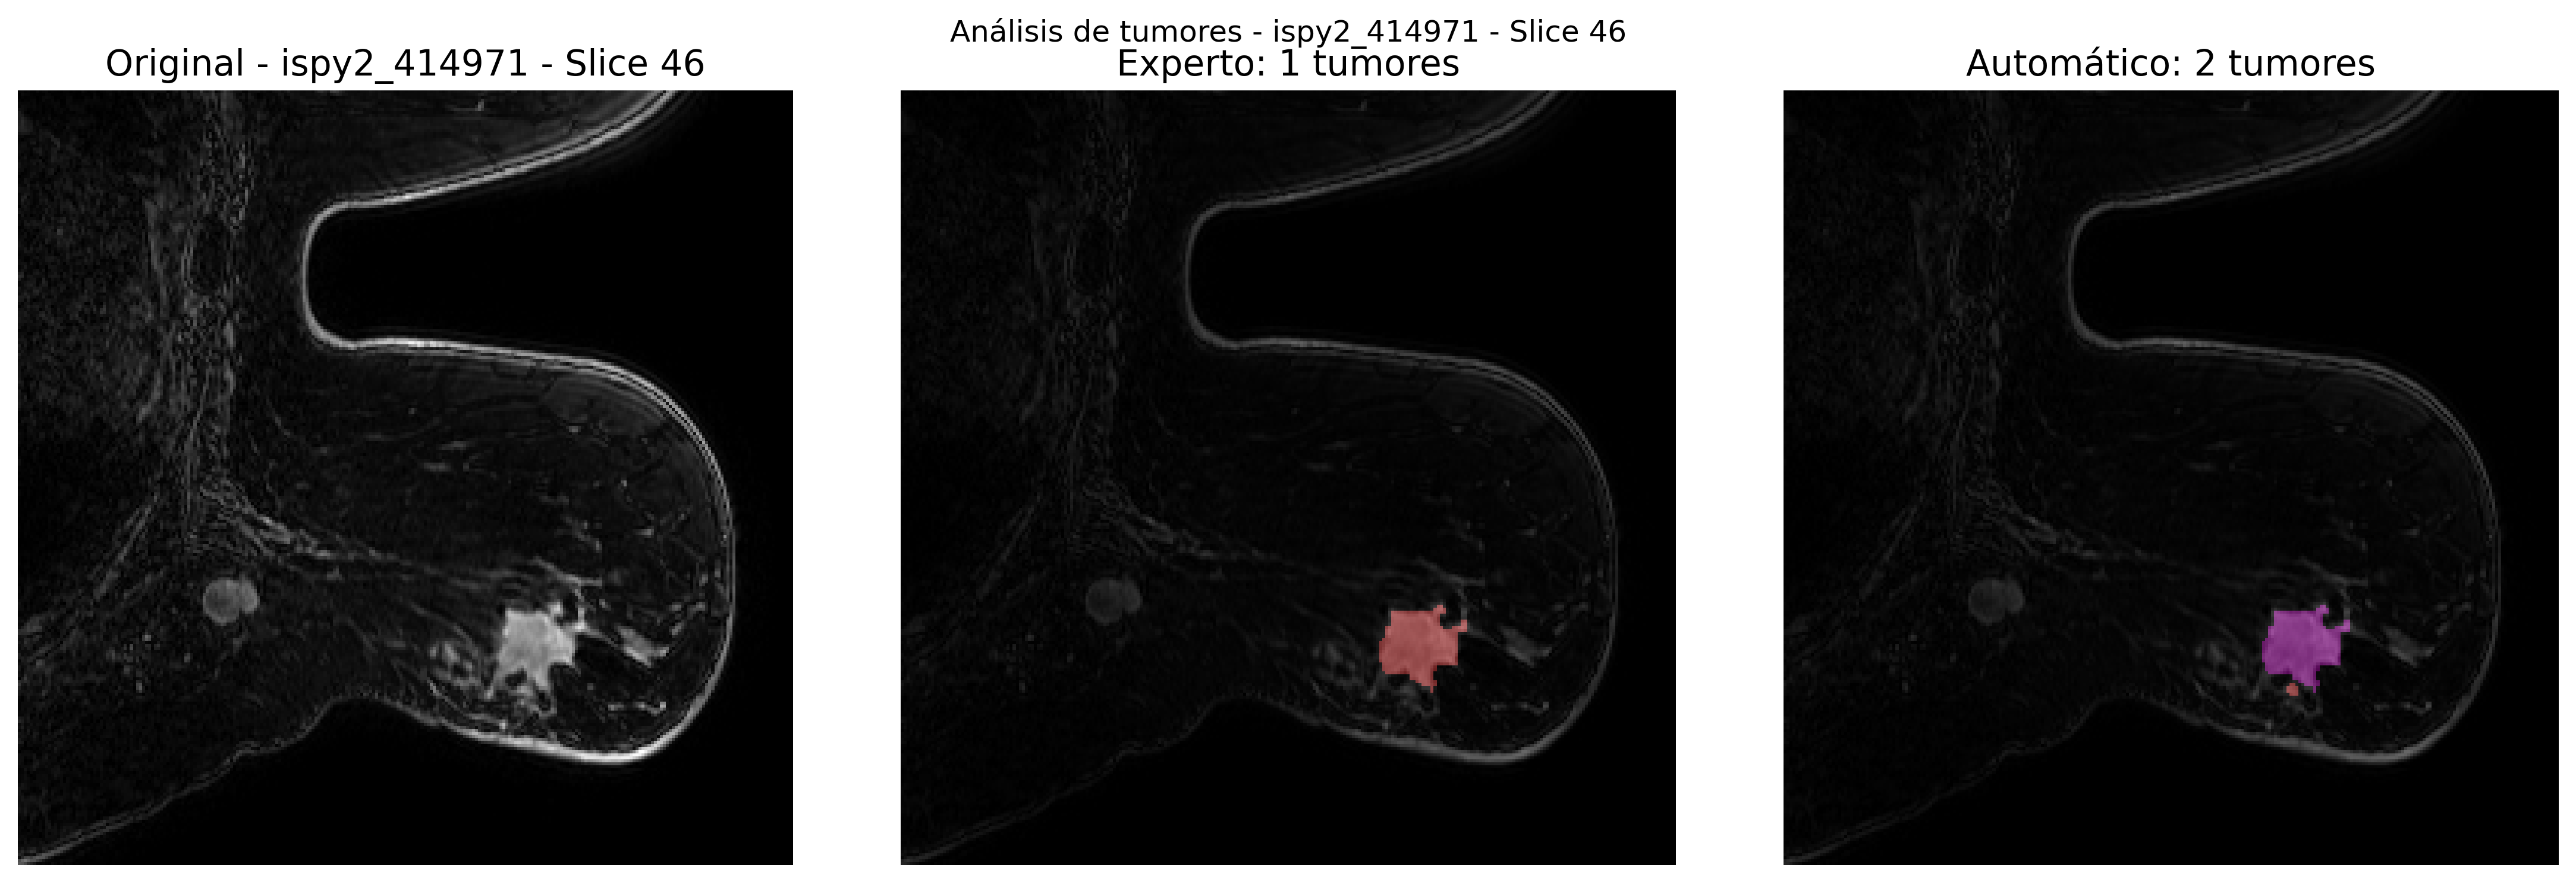 Análisis de tumores - ispy2_414971 - Slice 46
Original - ispy2_414971 - Slice 46
Experto: 1 tumores
Automático: 2 tumores